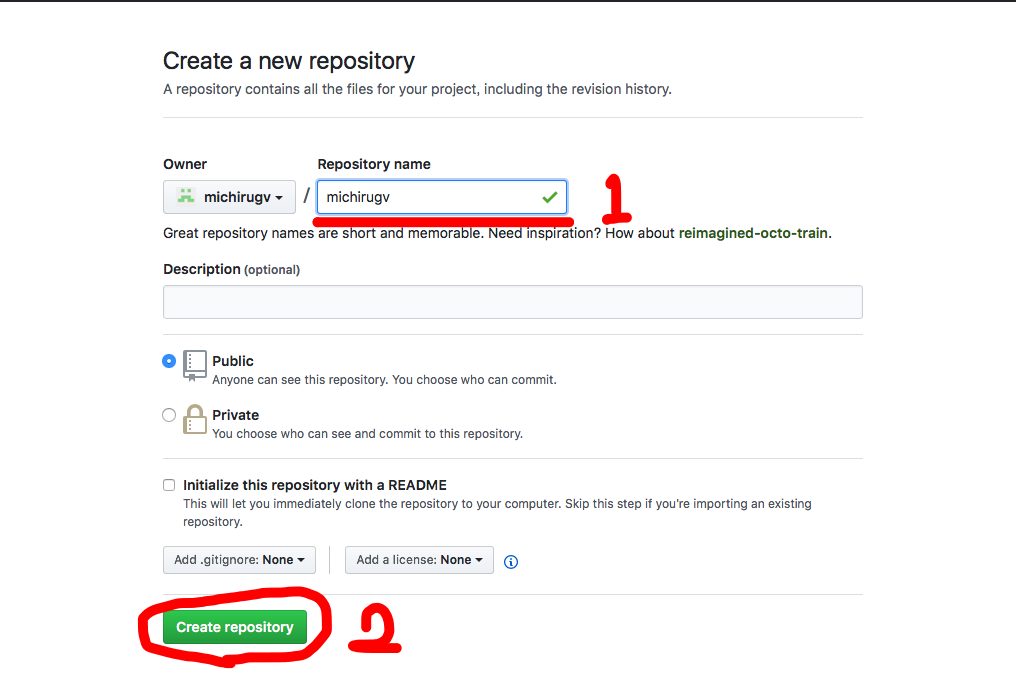 Create a new repository
A repository contains all the files for your project, including the revision history.
Owner Repository name
michirugv / michirugv 1
Great repository names are short and memorable. Need inspiration? How about reimagined-octo-train.
Description (optional)
Public
Anyone can see this repository. You choose who can commit.
Private
You choose who can see and commit to this repository.
Initialize this repository with a README
This will let you immediately clone the repository to your computer. Skip this step if you're importing an existing
repository.
Add .gitignore: None Add a license: None
Create repository 2